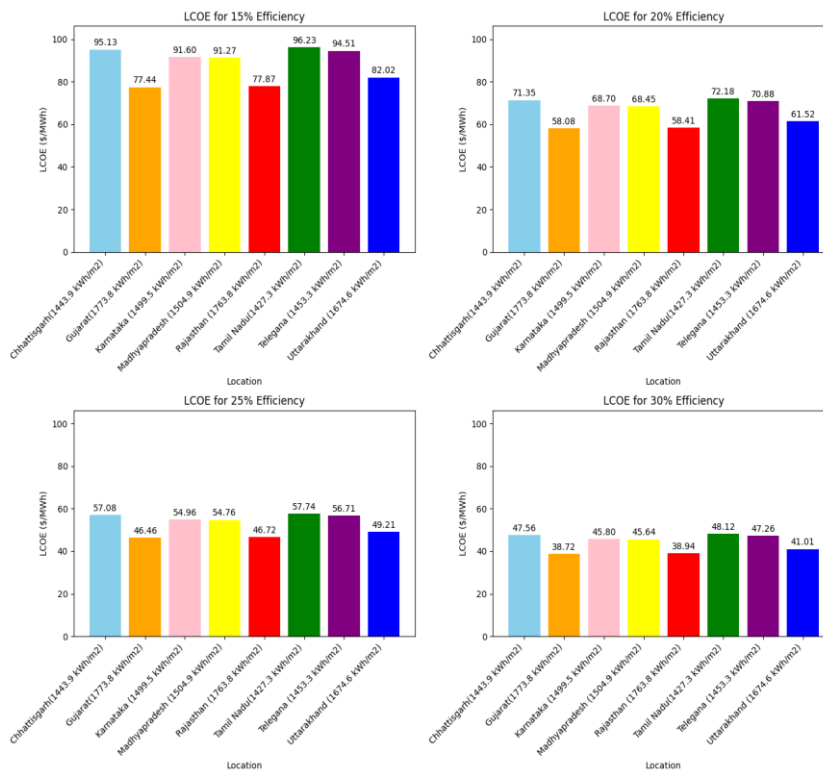 LCOE for 15% Efficiency
LCOE ($/MWh)
100
80
60
40
20
0
95.13
77.44
91.60
91.27
77.87
96.23
94.51
82.02
Chhattisgarh(1443.9 kWh/m2)
Gujarat(1773.8 kWh/m2)
Karnataka (1499.5 kWh/m2)
Madhyapradesh (1504.9 kWh/m2)
Rajasthan (1763.8 kWh/m2)
Tamil Nadu(1427.3 kWh/m2)
Telegana (1453.3 kWh/m2)
Uttarakhand (1674.6 kWh/m2)
Location
LCOE for 20% Efficiency
LCOE ($/MWh)
100
80
60
40
20
0
71.35
58.08
68.70
68.45
58.41
72.18
70.88
61.52
Chhattisgarh(1443.9 kWh/m2)
Gujarat(1773.8 kWh/m2)
Karnataka (1499.5 kWh/m2)
Madhyapradesh (1504.9 kWh/m2)
Rajasthan (1763.8 kWh/m2)
Tamil Nadu(1427.3 kWh/m2)
Telegana (1453.3 kWh/m2)
Uttarakhand (1674.6 kWh/m2)
Location
LCOE for 25% Efficiency
LCOE ($/MWh)
100
80
60
40
20
0
57.08
46.46
54.96
54.76
46.72
57.74
56.71
49.21
Chhattisgarh(1443.9 kWh/m2)
Gujarat(1773.8 kWh/m2)
Karnataka (1499.5 kWh/m2)
Madhyapradesh (1504.9 kWh/m2)
Rajasthan (1763.8 kWh/m2)
Tamil Nadu(1427.3 kWh/m2)
Telegana (1453.3 kWh/m2)
Uttarakhand (1674.6 kWh/m2)
Location
LCOE for 30% Efficiency
LCOE ($/MWh)
100
80
60
40
20
0
47.56
38.72
45.80
45.64
38.94
48.12
47.26
41.01
Chhattisgarh(1443.9 kWh/m2)
Gujarat(1773.8 kWh/m2)
Karnataka (1499.5 kWh/m2)
Madhyapradesh (1504.9 kWh/m2)
Rajasthan (1763.8 kWh/m2)
Tamil Nadu(1427.3 kWh/m2)
Telegana (1453.3 kWh/m2)
Uttarakhand (1674.6 kWh/m2)
Location